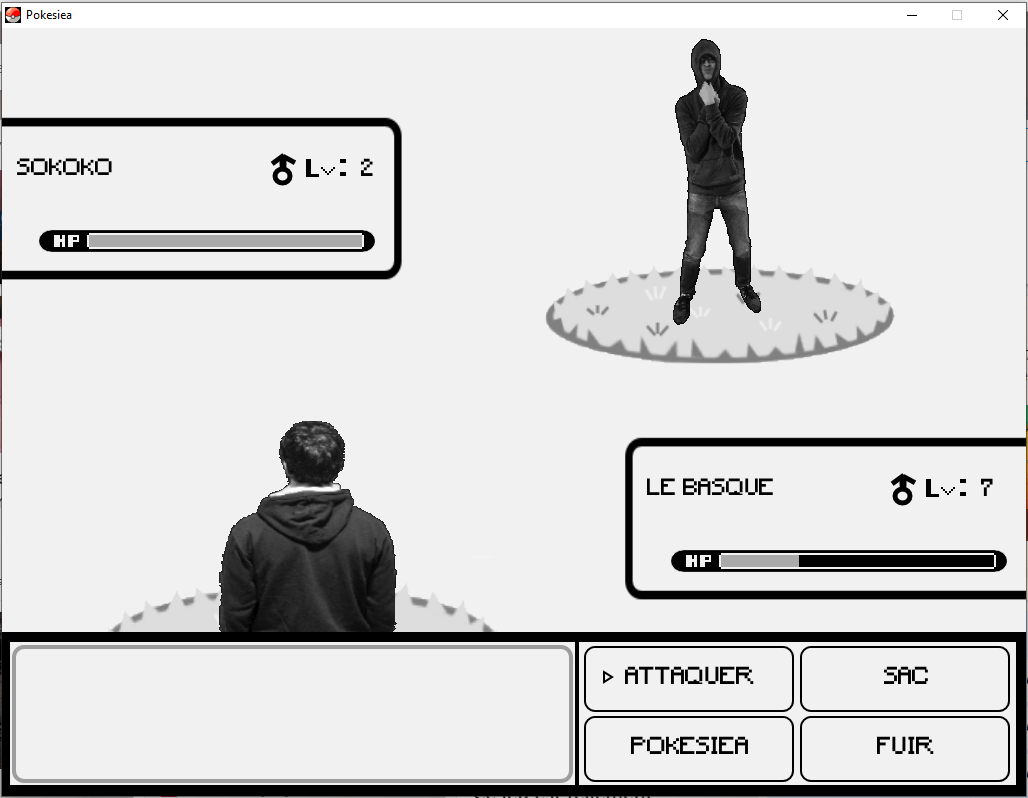 Pokesiea
SOKOKO ♂ Lv: 2
HP
LE BASQUE ♂ Lv: 7
HP
ATTAQUER SAC
POKESIEA FUIR